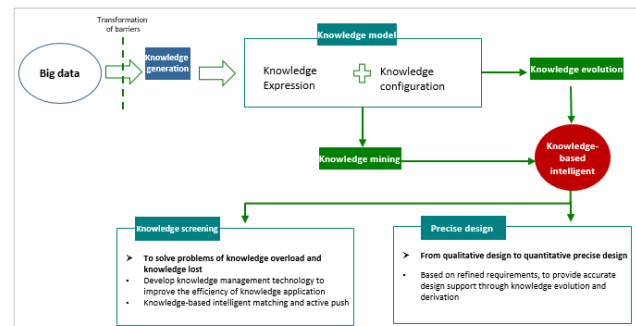 Transformation
of barriers
Big data
Knowledge
generation
Knowledge model
Knowledge
Expression
Knowledge
configuration
Knowledge evolution
Knowledge mining
Knowledge-
based
intelligent
Knowledge screening
➤ To solve problems of knowledge overload and
knowledge lost
• Develop knowledge management technology to
improve the efficiency of knowledge application
• Knowledge-based intelligent matching and active push
Precise design
➤ From qualitative design to quantitative precise design
• Based on refined requirements, to provide accurate
design support through knowledge evolution and
derivation